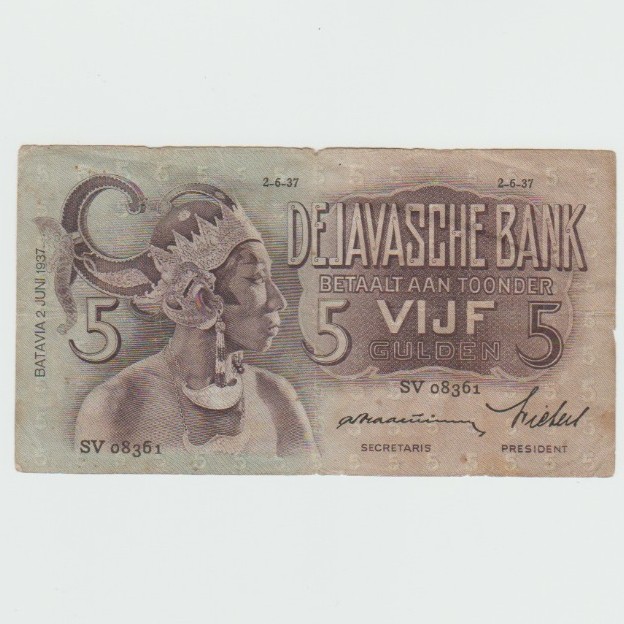 2-6-37
2-6-37
BATAVIA 2 JUNI 1937.
DE JAVASCHE BANK
BETAALT AAN TOONDER
5
5 VIJF 5
GULDEN
SV 08361
SV 08361
SECRETARIS
PRESIDENT